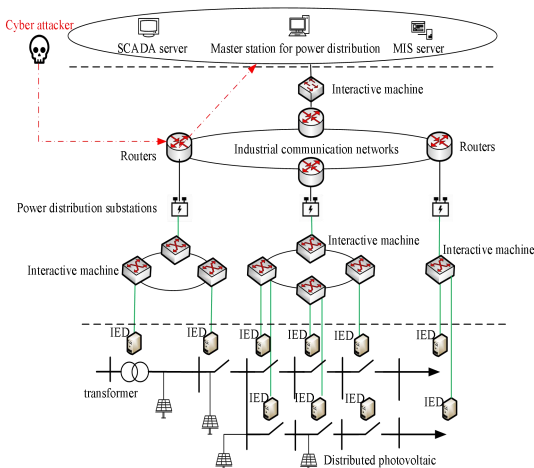 Cyber attacker
SCADA server
Master station for power distribution
MIS server
Interactive machine
Routers
Industrial communication networks
Routers
Power distribution substations
Interactive machine
Interactive machine
Interactive machine
IED
IED
IED
IED
IED
IED
transformer
IED
IED
IED
IED
Distributed photovoltaic